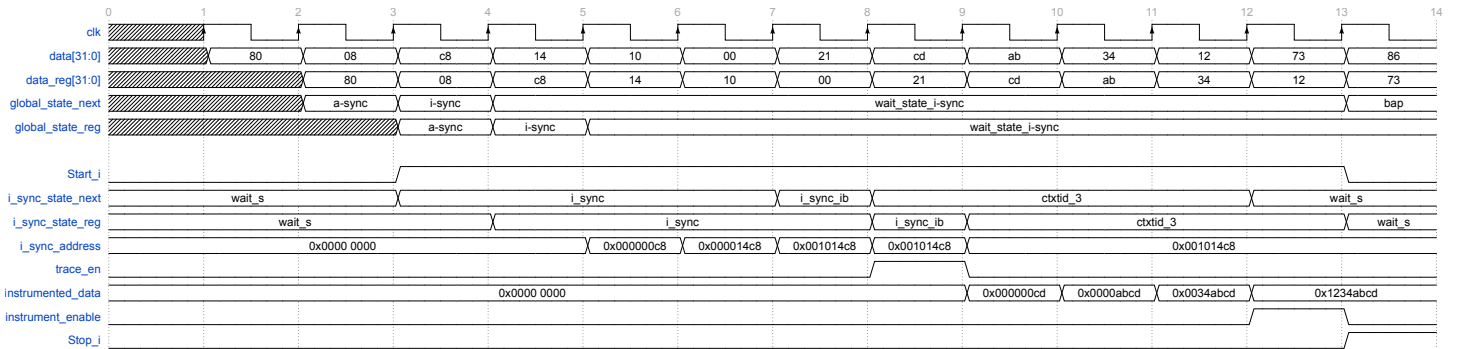 0 1 2 3 4 5 6 7 8 9 10 11 12 13 14
clk
data[31:0] 80 08 c8 14 10 00 21 cd ab 34 12 73 86
data_reg[31:0] 80 08 c8 14 10 00 21 cd ab 34 12 73
global_state_next a-sync i-sync wait_state_i-sync bap
global_state_reg a-sync i-sync wait_state_i-sync
Start_i
i_sync_state_next wait_s i_sync i_sync_ib ctxtid_3 wait_s
i_sync_state_reg wait_s i_sync i_sync_ib ctxtid_3 wait_s
i_sync_address 0x0000 0000 0x000000c8 0x000014c8 0x001014c8 0x001014c8 0x001014c8
trace_en
instrumented_data 0x0000 0000 0x000000cd 0x0000abcd 0x0034abcd 0x1234abcd
instrument_enable
Stop_i